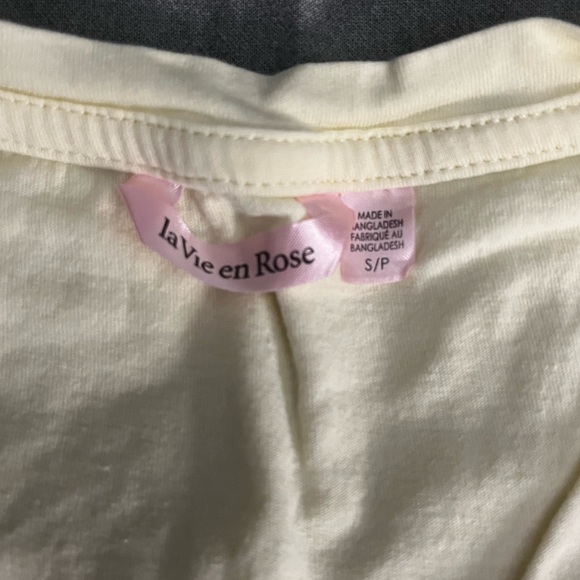 la Vie en Rose
MADE IN
BANGLADESH
FABRIQUÉ AU
BANGLADESH
S/P